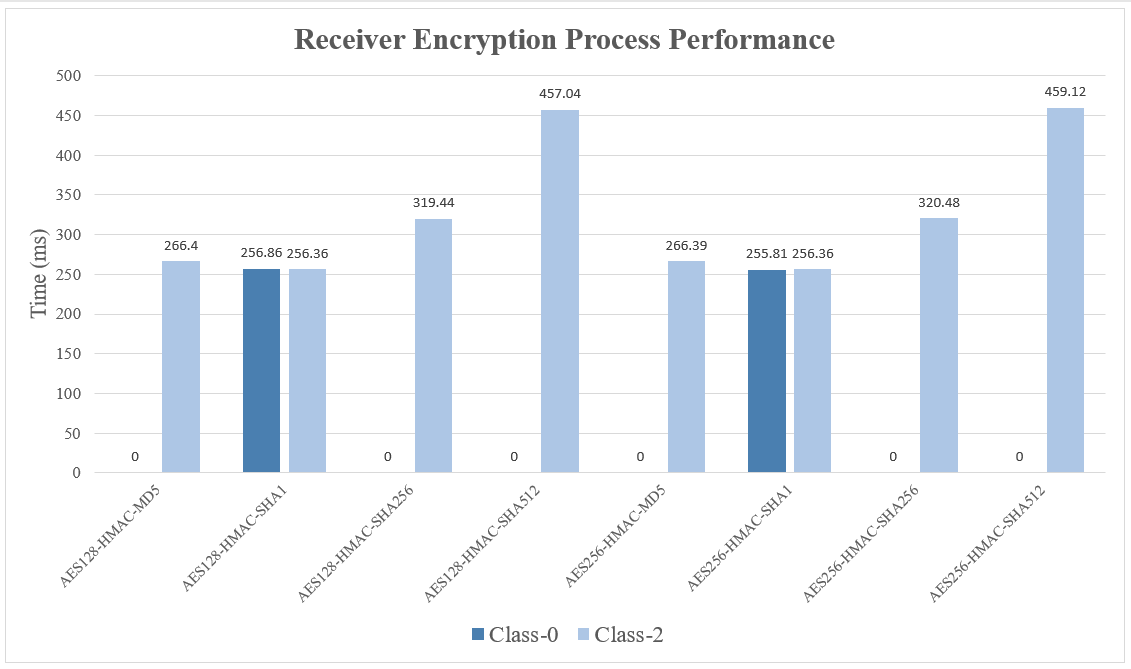 Receiver Encryption Process Performance
Time (ms)
500
450
400
350
300
250
200
150
100
50
0
0
266.4
256.86
256.36
0
319.44
0
457.04
0
266.39
255.81
256.36
0
320.48
0
459.12
AES128-HMAC-MD5
AES128-HMAC-SHA1
AES128-HMAC-SHA256
AES128-HMAC-SHA512
AES256-HMAC-MD5
AES256-HMAC-SHA1
AES256-HMAC-SHA256
AES256-HMAC-SHA512
Class-0
Class-2